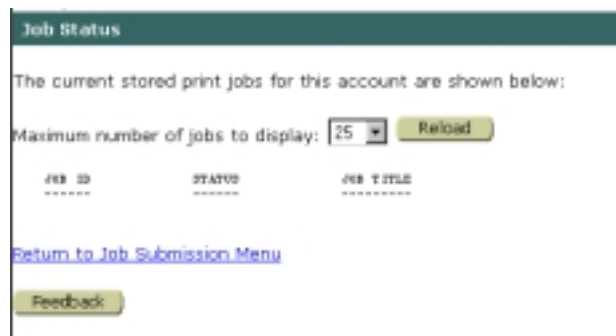 Job Status
The current stored print jobs for this account are shown below:
Maximum number of jobs to display: 25 Reload
JOB ID STATUS JOB TITLE
------ ------ ---------
Return to Job Submission Menu
Feedback